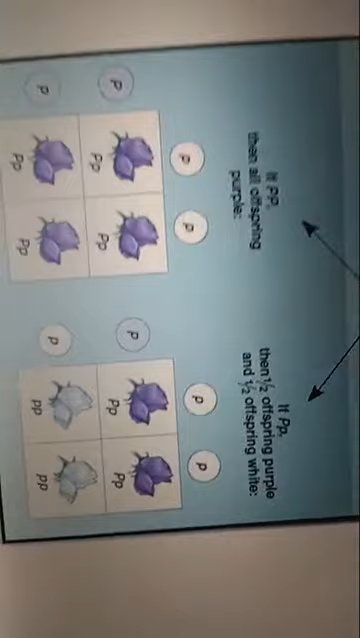 If PP,
then all offspring
purple:
p p
P Pp Pp
P Pp Pp
If Pp,
then ½ offspring purple
and ½ offspring white:
p p
P Pp Pp
p pp pp